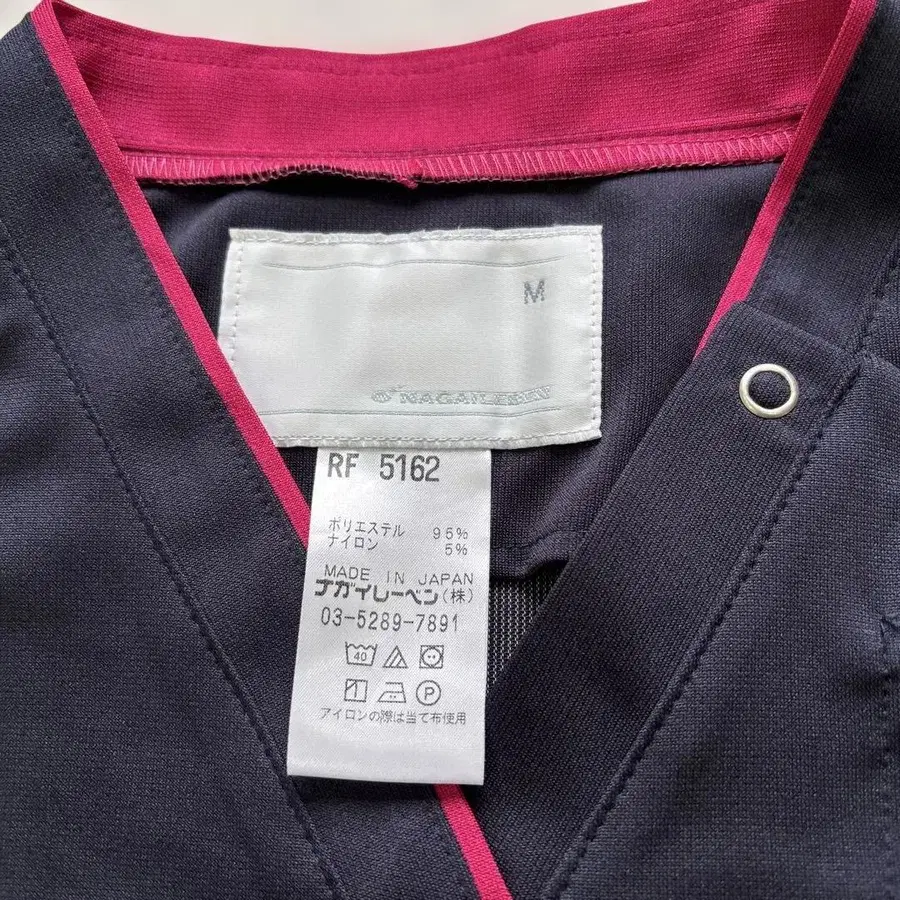 M
NAGAILEBEN
RF 5162
ポリエステル 95%
ナイロン 5%
MADE IN JAPAN
ナガイレーベン(株)
03-5289-7891
40
P
アイロンの際は当て布使用